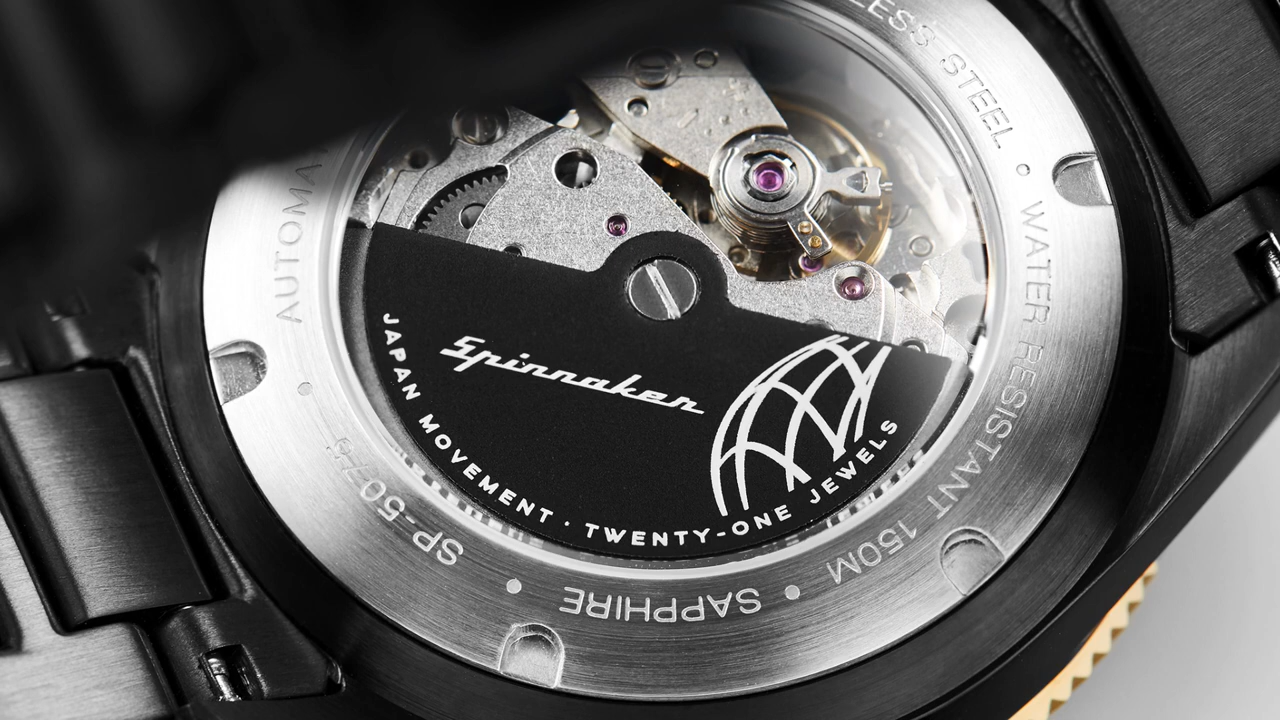 Spinnaker
JAPAN MOVEMENT · TWENTY-ONE JEWELS
STEEL • WATER RESISTANT 150M • SAPPHIRE •